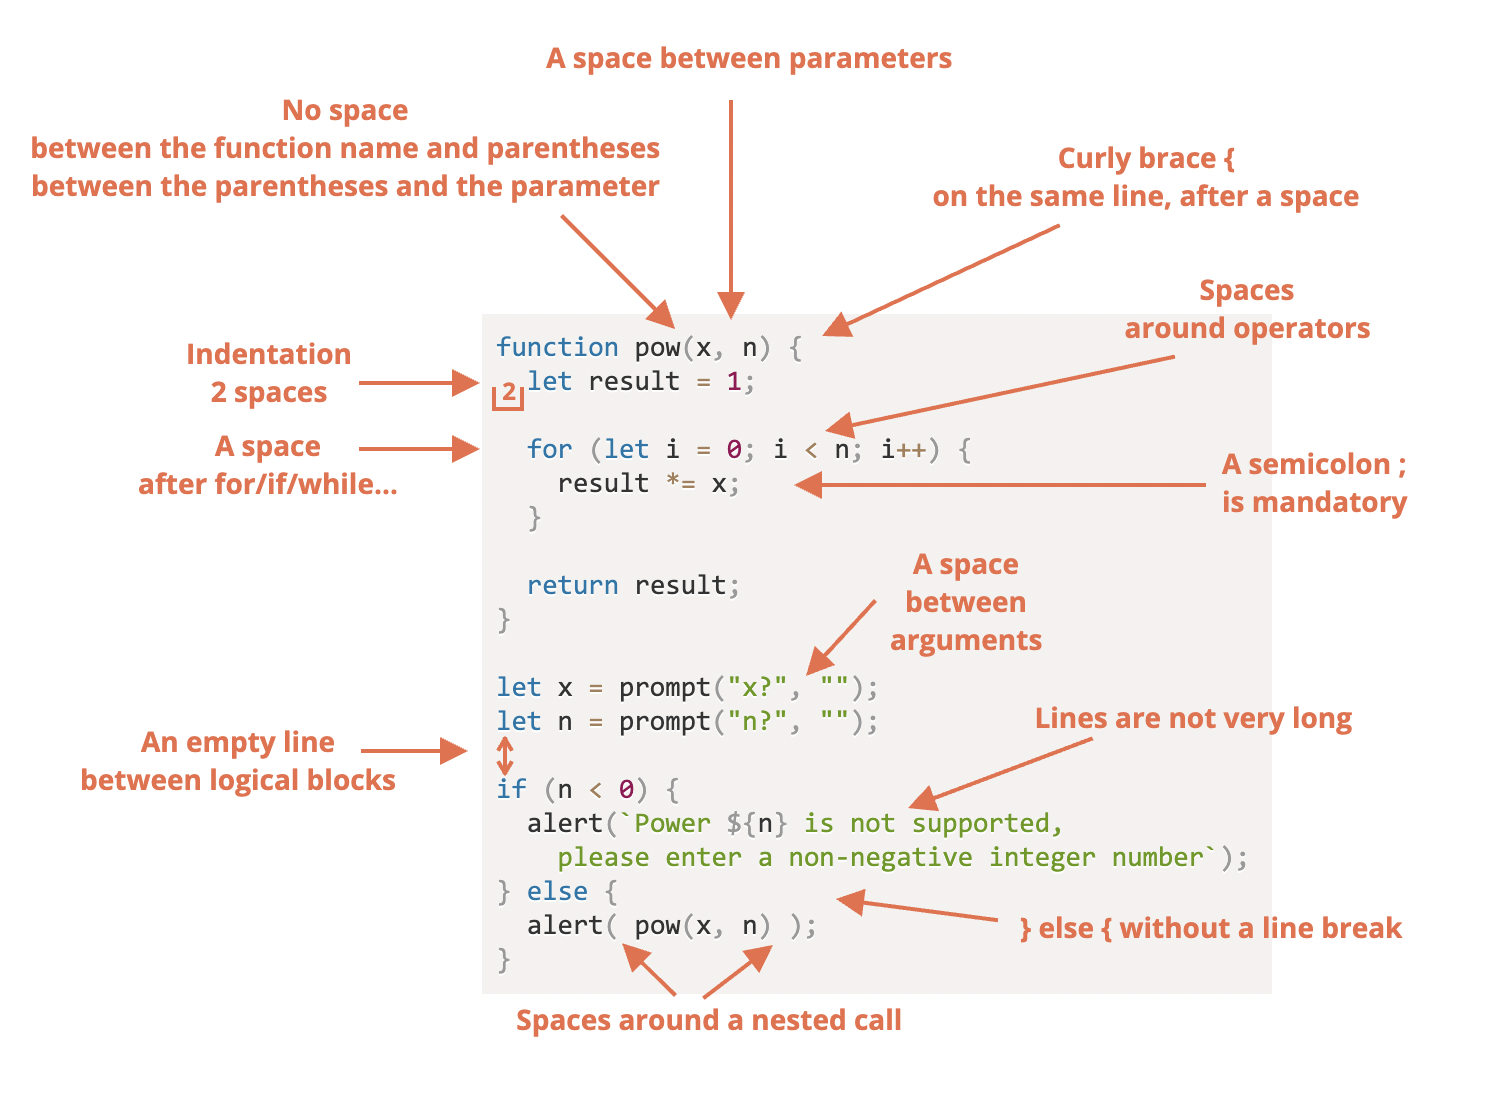 A space between parameters
No space
between the function name and parentheses
between the parentheses and the parameter
Curly brace {
on the same line, after a space
Spaces
around operators
Indentation
2 spaces
A space
after for/if/while...
function pow(x, n) {
2
  let result = 1;

  for (let i = 0; i < n; i++) {
    result *= x;
  }

  return result;
}

let x = prompt("x?", "");
let n = prompt("n?", "");

if (n < 0) {
  alert(`Power ${n} is not supported,
    please enter a non-negative integer number`);
} else {
  alert( pow(x, n) );
}
A semicolon ;
is mandatory
A space
between
arguments
Lines are not very long
An empty line
between logical blocks
} else { without a line break
Spaces around a nested call